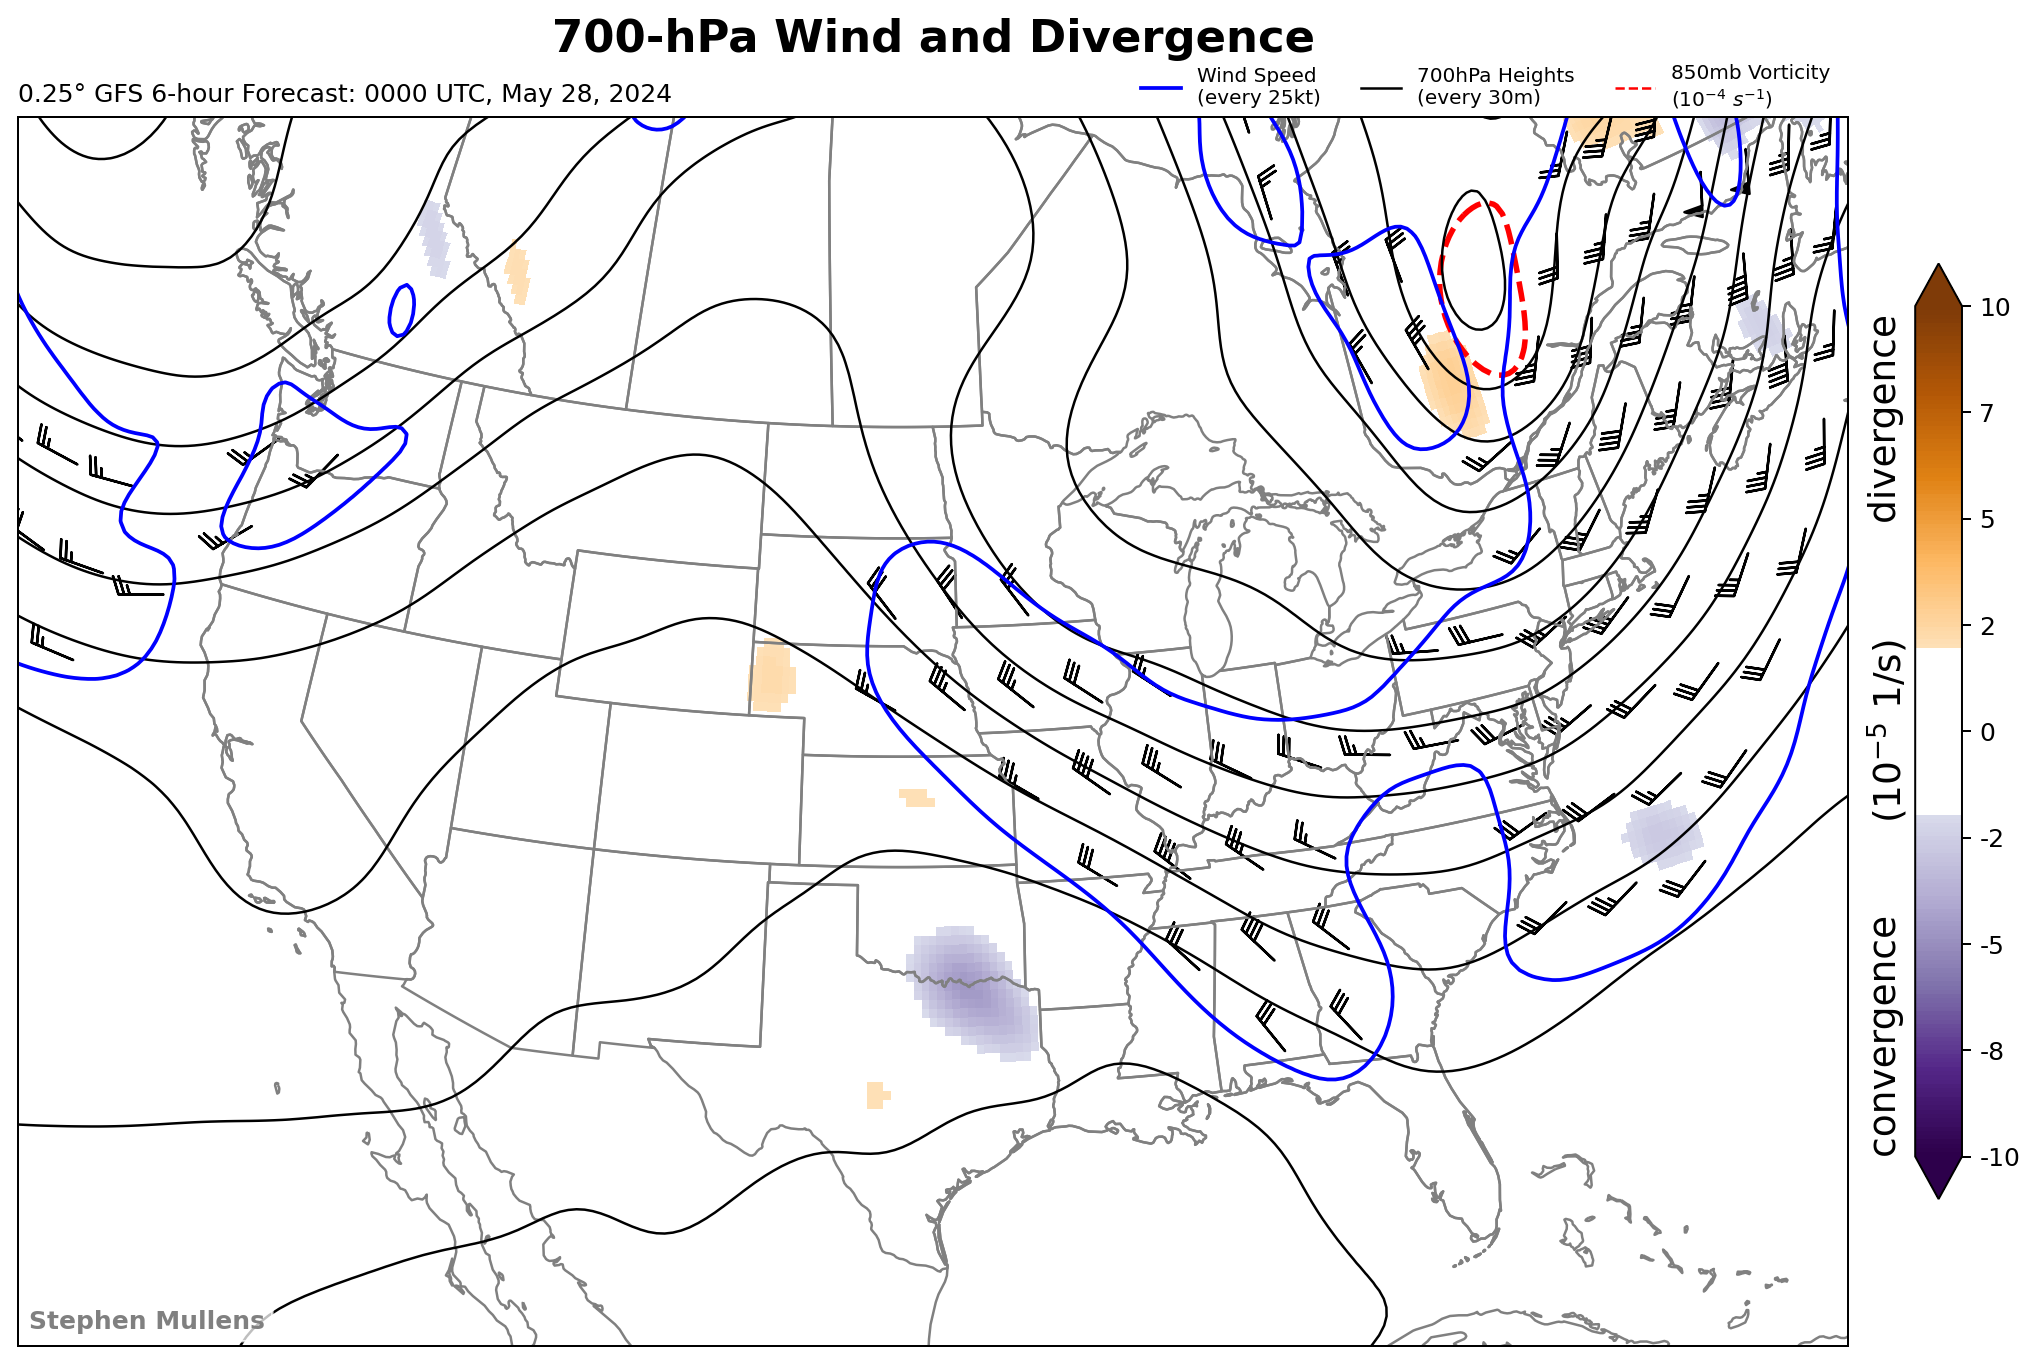 700-hPa Wind and Divergence
0.25° GFS 6-hour Forecast: 0000 UTC, May 28, 2024
Wind Speed
(every 25kt)
700hPa Heights
(every 30m)
850mb Vorticity
(10⁻⁴ s⁻¹)
10
7
5
2
0
-2
-5
-8
-10
convergence (10⁻⁵ 1/s) divergence
Stephen Mullens